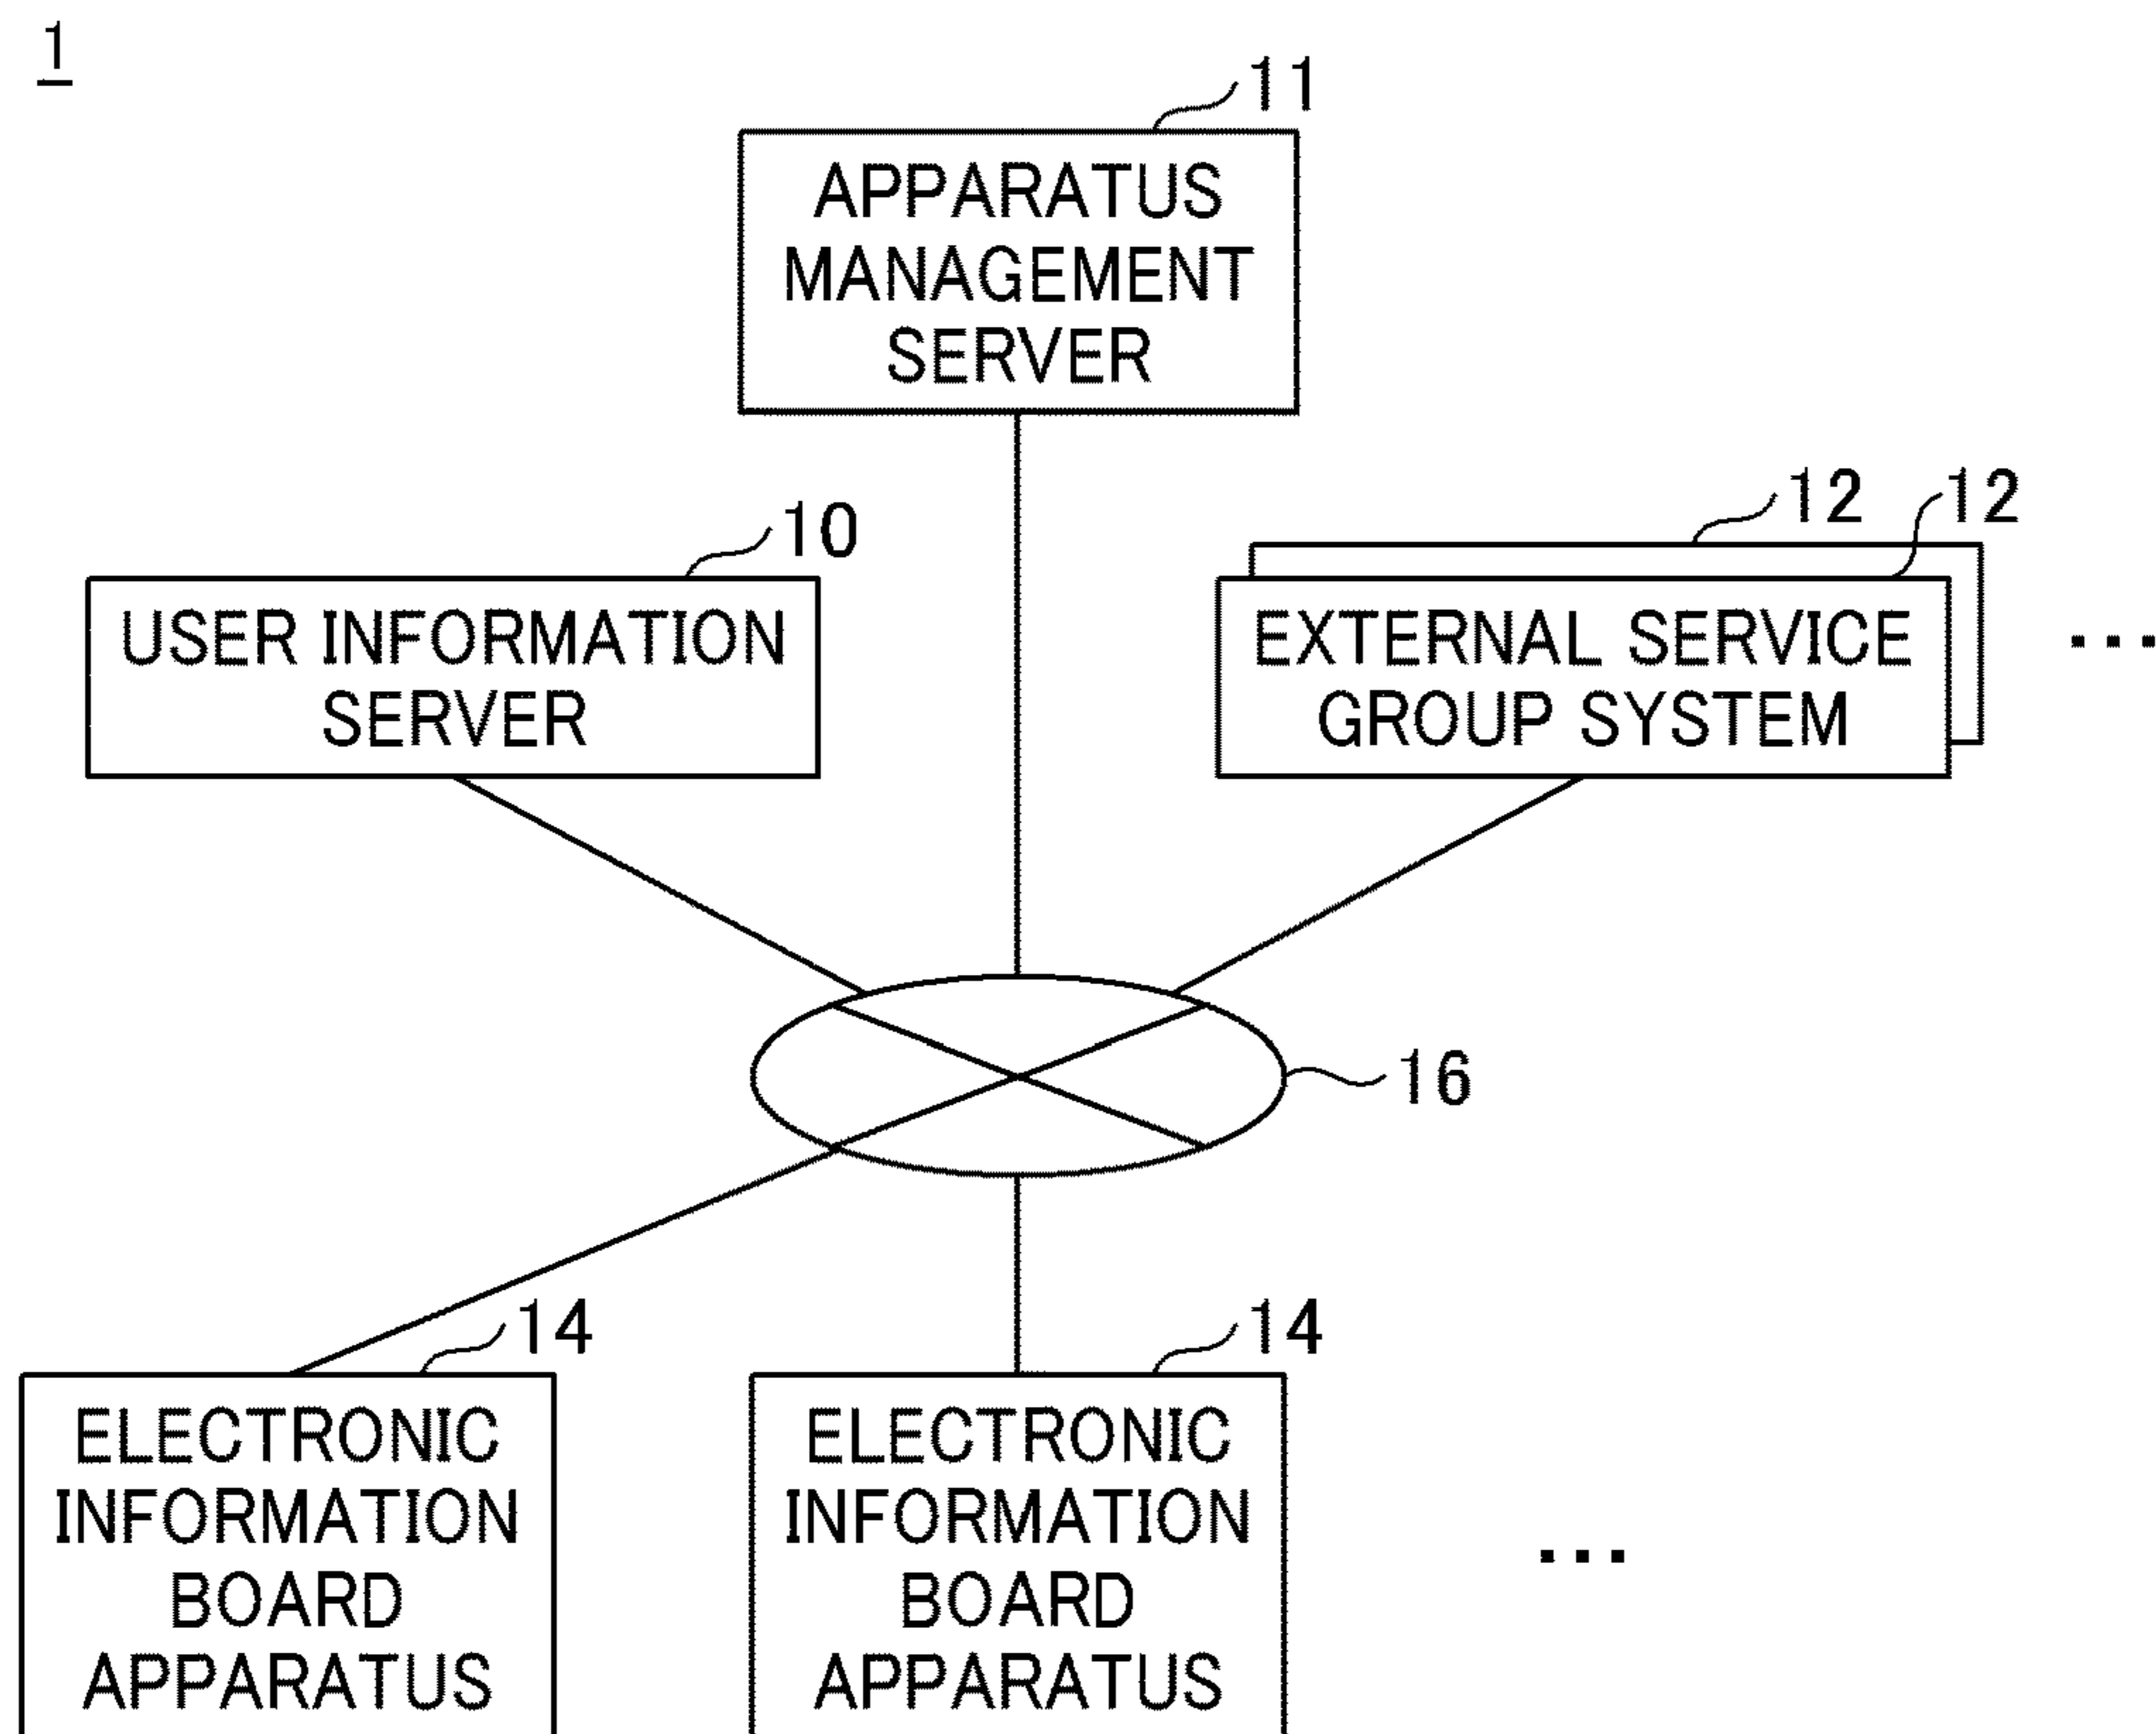 1
11
APPARATUS
MANAGEMENT
SERVER
10
USER INFORMATION
SERVER
12
12
EXTERNAL SERVICE
GROUP SYSTEM
...
16
14
ELECTRONIC
INFORMATION
BOARD
APPARATUS
14
ELECTRONIC
INFORMATION
BOARD
APPARATUS
...